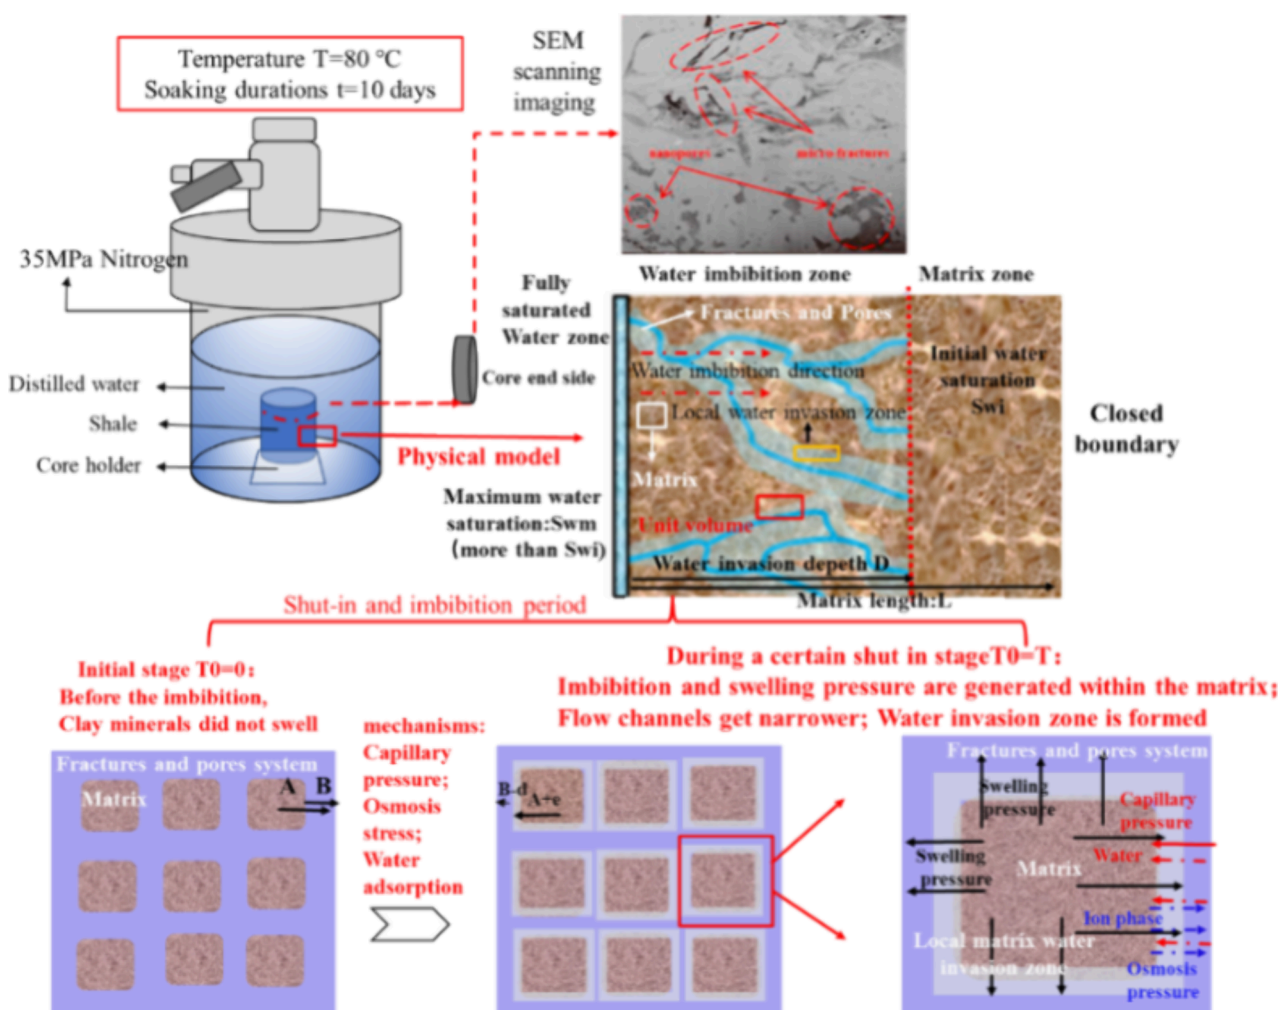 Temperature T=80 ℃
Soaking durations t=10 days
SEM
scanning
imaging
nanopores
micro-fractures
35MPa Nitrogen
Distilled water
Shale
Core holder
Core end side
Physical model
Fully
saturated
Water zone
Water imbibition zone
Matrix zone
Fractures and Pores
Water imbibition direction
Local water invasion zone
Matrix
Unit volume
Initial water
saturation
Swi
Closed
boundary
Maximum water
saturation:Swm
(more than Swi)
Water invasion depeth D
Matrix length:L
Shut-in and imbibition period
Initial stage T0=0:
Before the imbibition,
Clay minerals did not swell
During a certain shut in stageT0=T:
Imbibition and swelling pressure are generated within the matrix;
Flow channels get narrower; Water invasion zone is formed
Fractures and pores system
Matrix
A
B
mechanisms:
Capillary
pressure;
Osmosis
stress;
Water
adsorption
B-d
A+e
Fractures and pores system
Swelling
pressure
Capillary
pressure
Swelling
pressure
Water
Matrix
Ion phase
Local matrix water
invasion zone
Osmosis
pressure